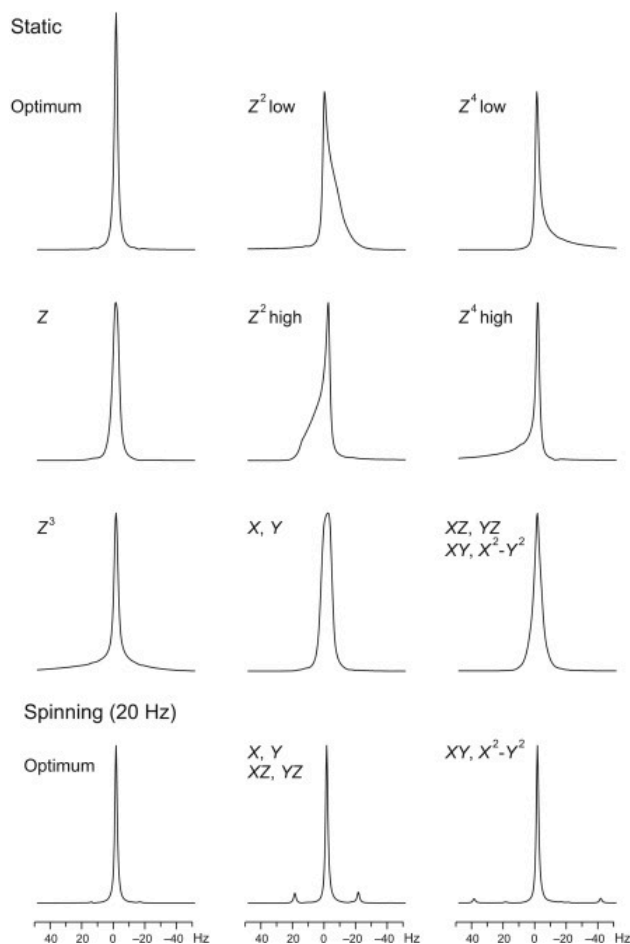 Static
Optimum
Z² low
Z⁴ low
Z
Z² high
Z⁴ high
Z³
X, Y
XZ, YZ
XY, X²-Y²
Spinning (20 Hz)
Optimum
X, Y
XZ, YZ
XY, X²-Y²
40 20 0 −20 −40 Hz
40 20 0 −20 −40 Hz
40 20 0 −20 −40 Hz